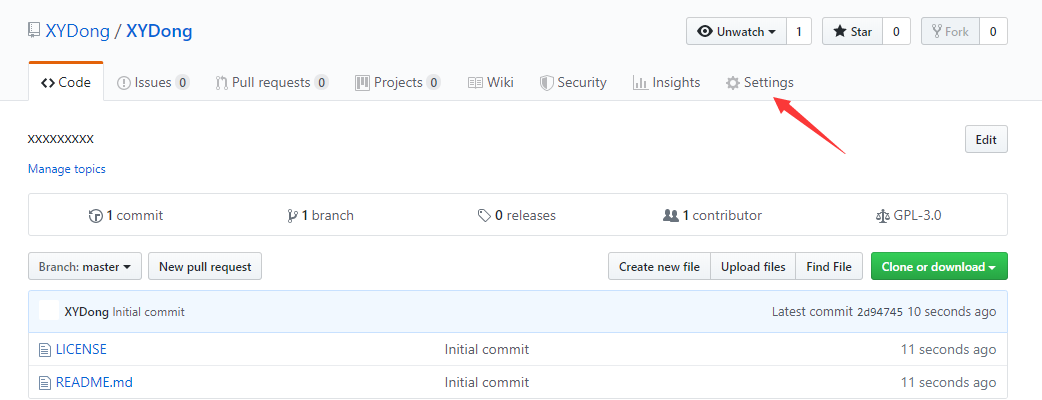 XYDong / XYDong Unwatch 1 Star 0 Fork 0
Code Issues 0 Pull requests 0 Projects 0 Wiki Security Insights Settings
xxxxxxxxx Edit
Manage topics
1 commit 1 branch 0 releases 1 contributor GPL-3.0
Branch: master New pull request Create new file Upload files Find File Clone or download
XYDong Initial commit Latest commit 2d94745 10 seconds ago
LICENSE Initial commit 11 seconds ago
README.md Initial commit 11 seconds ago